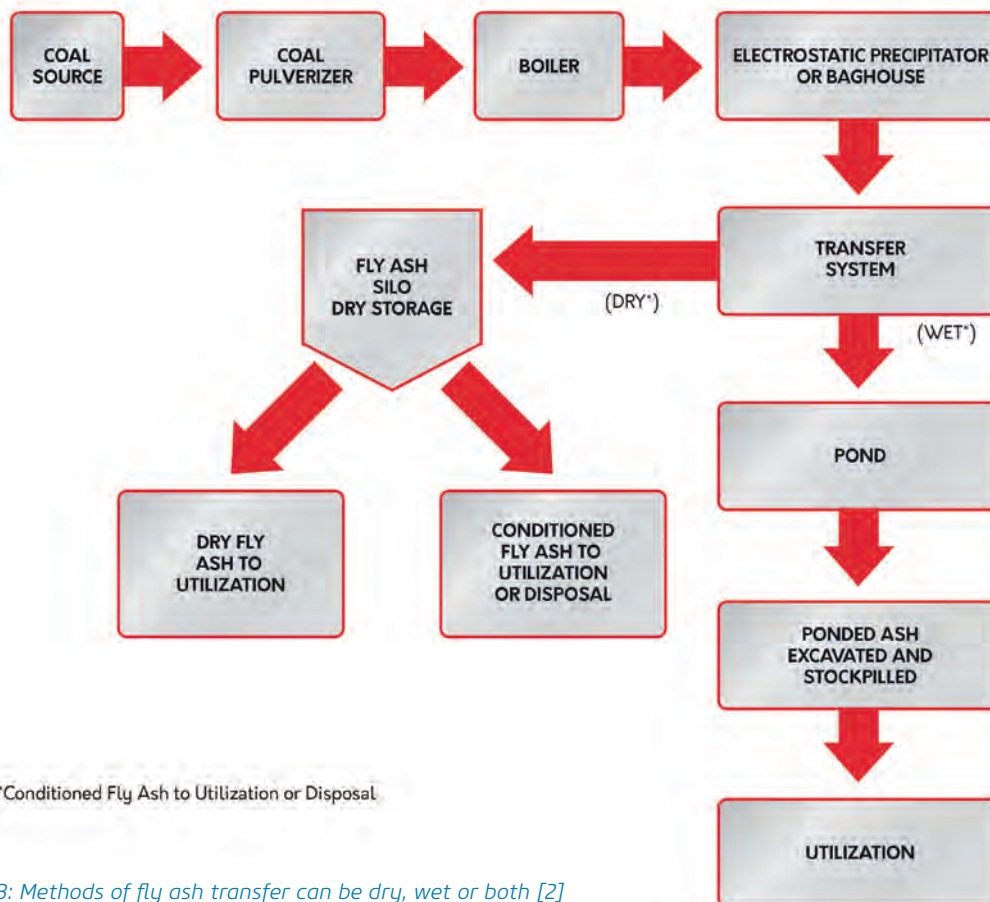 COAL
SOURCE
COAL
PULVERIZER
BOILER
ELECTROSTATIC PRECIPITATOR
OR BAGHOUSE
TRANSFER
SYSTEM
FLY ASH
SILO
DRY STORAGE
(DRY*)
(WET*)
POND
DRY FLY
ASH TO
UTILIZATION
CONDITIONED
FLY ASH TO
UTILIZATION
OR DISPOSAL
PONDED ASH
EXCAVATED AND
STOCKPILLED
UTILIZATION
*Conditioned Fly Ash to Utilization or Disposal
3: Methods of fly ash transfer can be dry, wet or both [2]